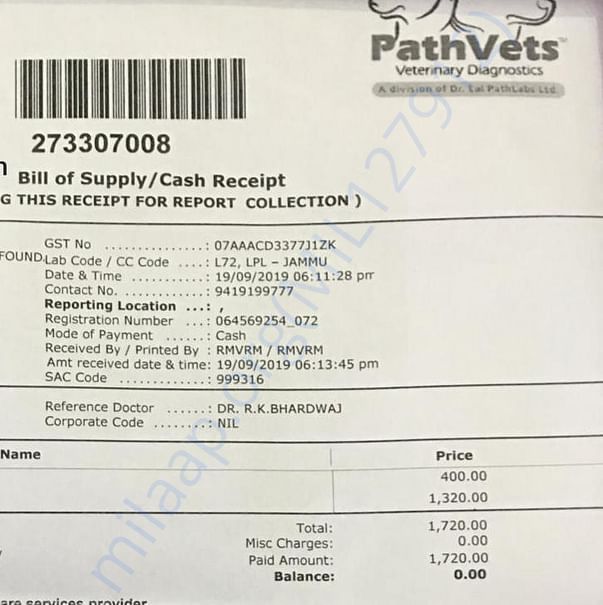 PathVets™
Veterinary Diagnostics
A division of Dr. Lal PathLabs Ltd.
273307008
Bill of Supply/Cash Receipt
G THIS RECEIPT FOR REPORT COLLECTION )
GST No ..............: 07AAACD3377J1ZK
FOUND Lab Code / CC Code ....: L72, LPL – JAMMU
Date & Time ...........: 19/09/2019 06:11:28 pm
Contact No. ............: 9419199777
Reporting Location ...: ,
Registration Number ...: 064569254_072
Mode of Payment ......: Cash
Received By / Printed By : RMVRM / RMVRM
Amt received date & time: 19/09/2019 06:13:45 pm
SAC Code ............: 999316
Reference Doctor ......: DR. R.K.BHARDWAJ
Corporate Code ........: NIL
Name Price
400.00
1,320.00
Total: 1,720.00
Misc Charges: 0.00
Paid Amount: 1,720.00
Balance: 0.00
are services provider